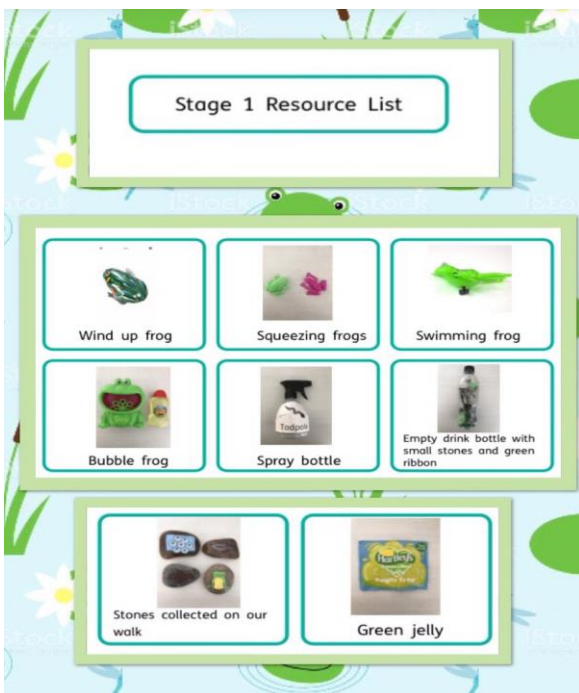 Stage 1 Resource List
Wind up frog
Squeezing frogs
Swimming frog
Bubble frog
Tadpole
Spray bottle
Empty drink bottle with
small stones and green
ribbon
Stones collected on our
walk
Hartley's
Green jelly